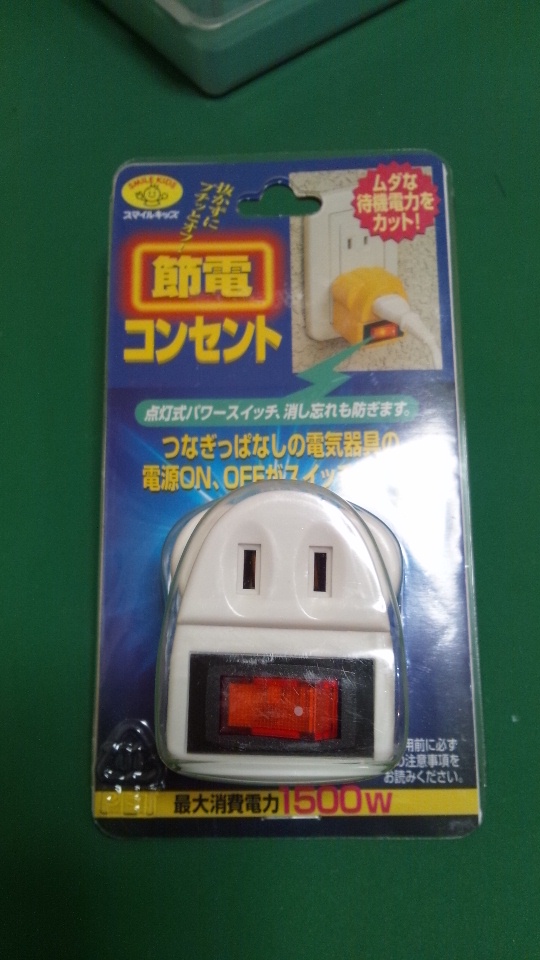 SMILE KIDS
スマイルキッズ
抜かずに
プチッとオフ!
ムダな
待機電力を
カット!
節電
コンセント
点灯式パワースイッチ、消し忘れも防ぎます。
つなぎっぱなしの電気器具の
電源ON、OFFがスイッチ
用前に必ず
注意事項を
お読みください。
最大消費電力1500W